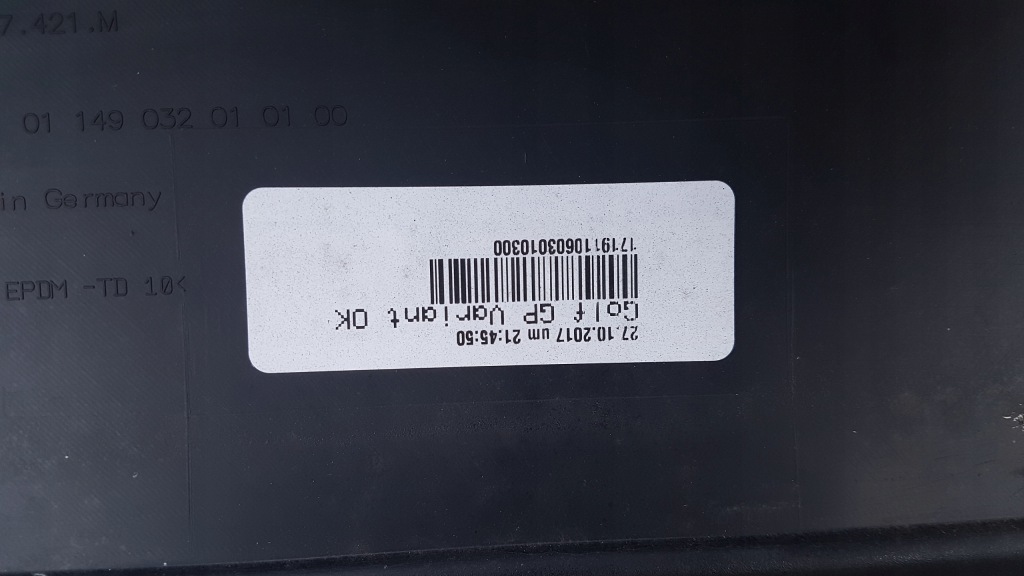 7.421.M
01 149 032 01 01 00
in Germany
EPDM -TD 10<
27.10.2017 um 21:45:50
Golf GP Variant OK
1719110603010300